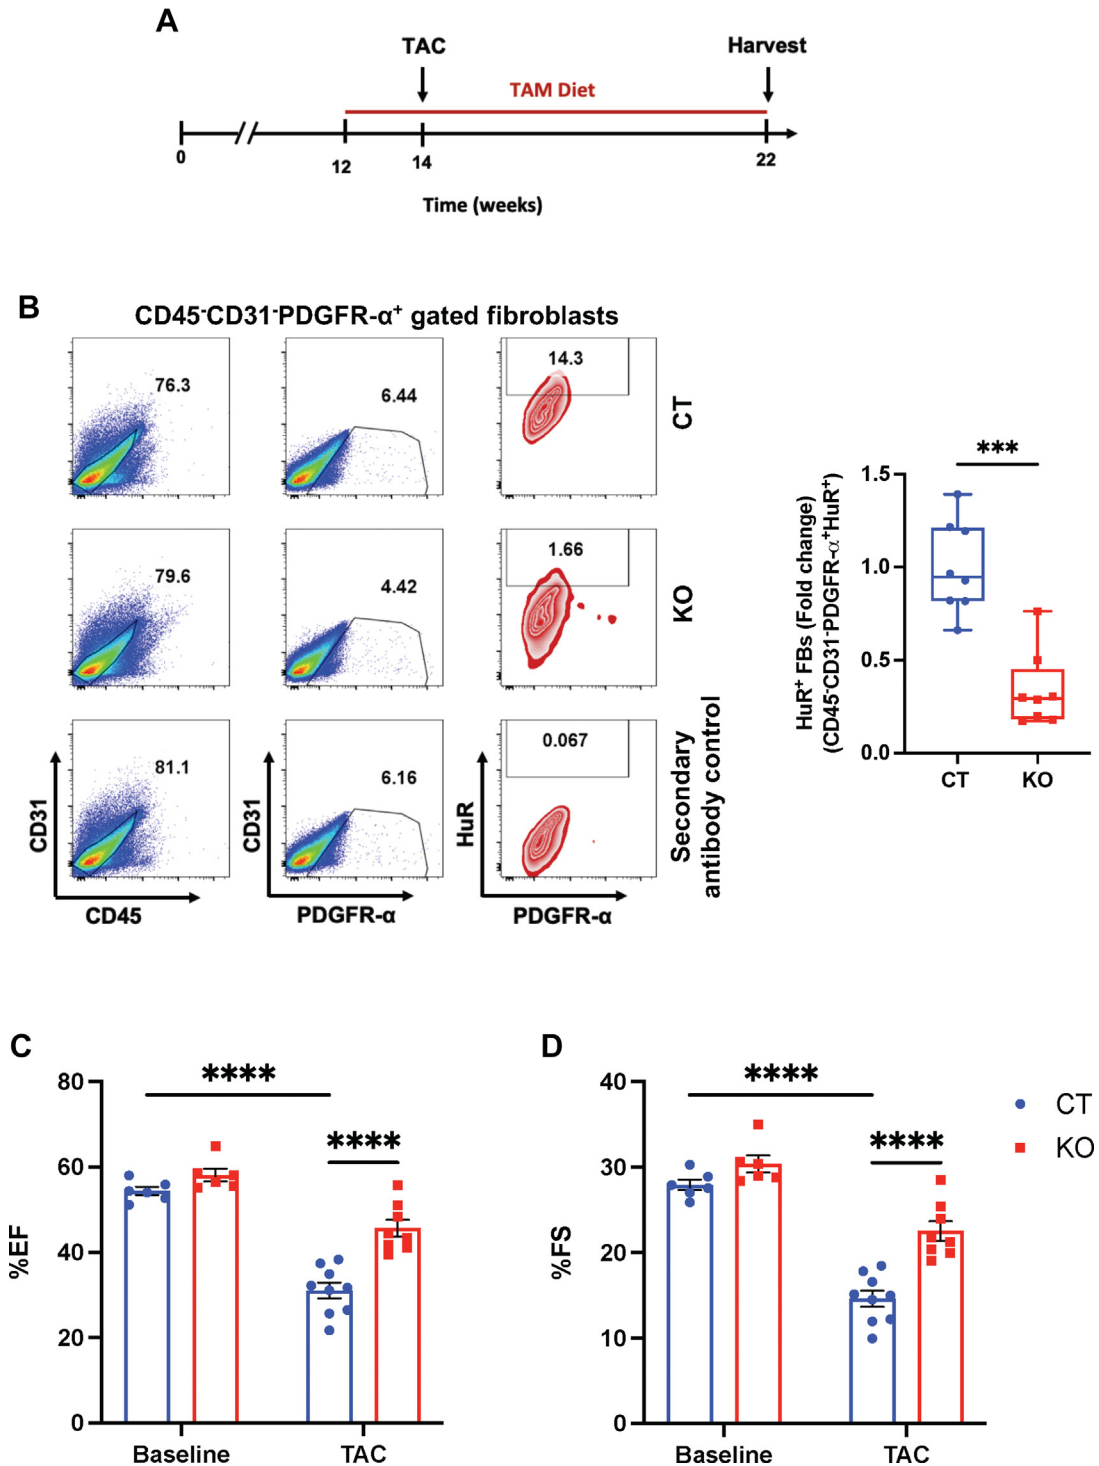 A
TAC
Harvest
TAM Diet
0
12
14
22
Time (weeks)
B
CD45-CD31-PDGFR-α+ gated fibroblasts
76.3
6.44
14.3
CT
79.6
4.42
1.66
KO
81.1
6.16
0.067
Secondary
antibody control
CD31
CD45
CD31
PDGFR-α
HuR
PDGFR-α
HuR+ FBs (Fold change)
(CD45-CD31-PDGFR-α+HuR+)
1.5
1.0
0.5
0.0
***
CT
KO
C
%EF
80
60
40
20
0
****
****
Baseline
TAC
D
%FS
40
30
20
10
0
****
****
Baseline
TAC
CT
KO